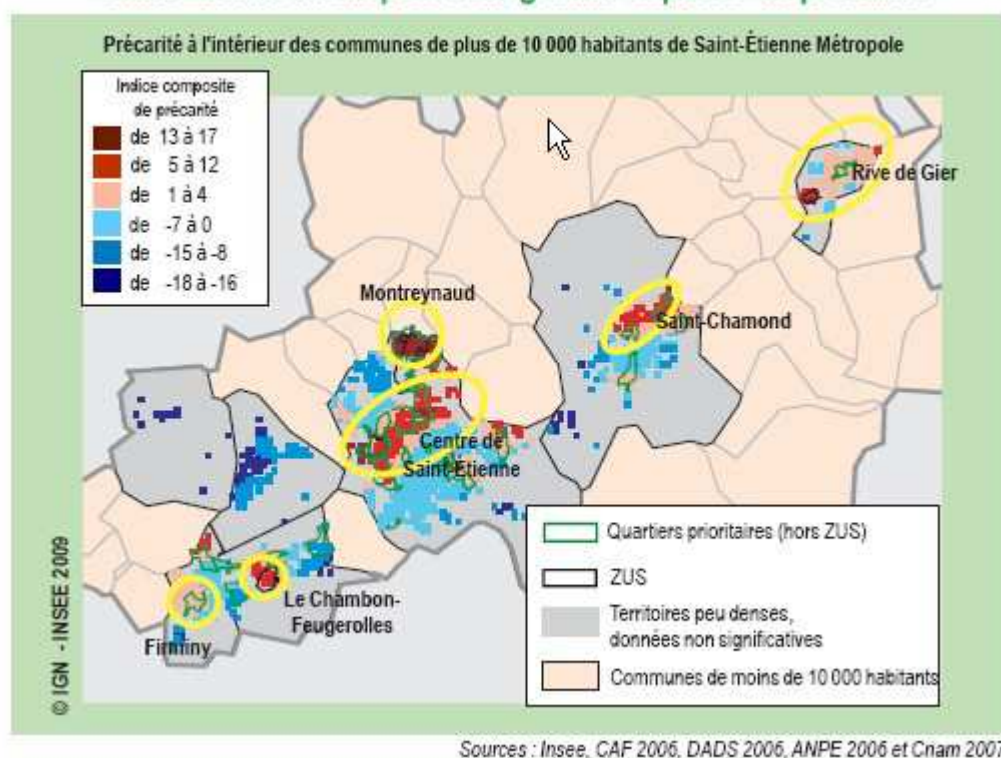 Précarité à l'intérieur des communes de plus de 10 000 habitants de Saint-Étienne Métropole
Indice composite
de précarité
de 13 à 17
de 5 à 12
de 1 à 4
de -7 à 0
de -15 à -8
de -18 à -16
Rive de Gier
Montreynaud
Saint-Chamond
Centre de
Saint-Etienne
Le Chambon-
Feugerolles
Firminy
Quartiers prioritaires (hors ZUS)
ZUS
Territoires peu denses,
données non significatives
Communes de moins de 10 000 habitants
© IGN - INSEE 2009
Sources : Insee, CAF 2006, DADS 2006, ANPE 2006 et Cnam 2007